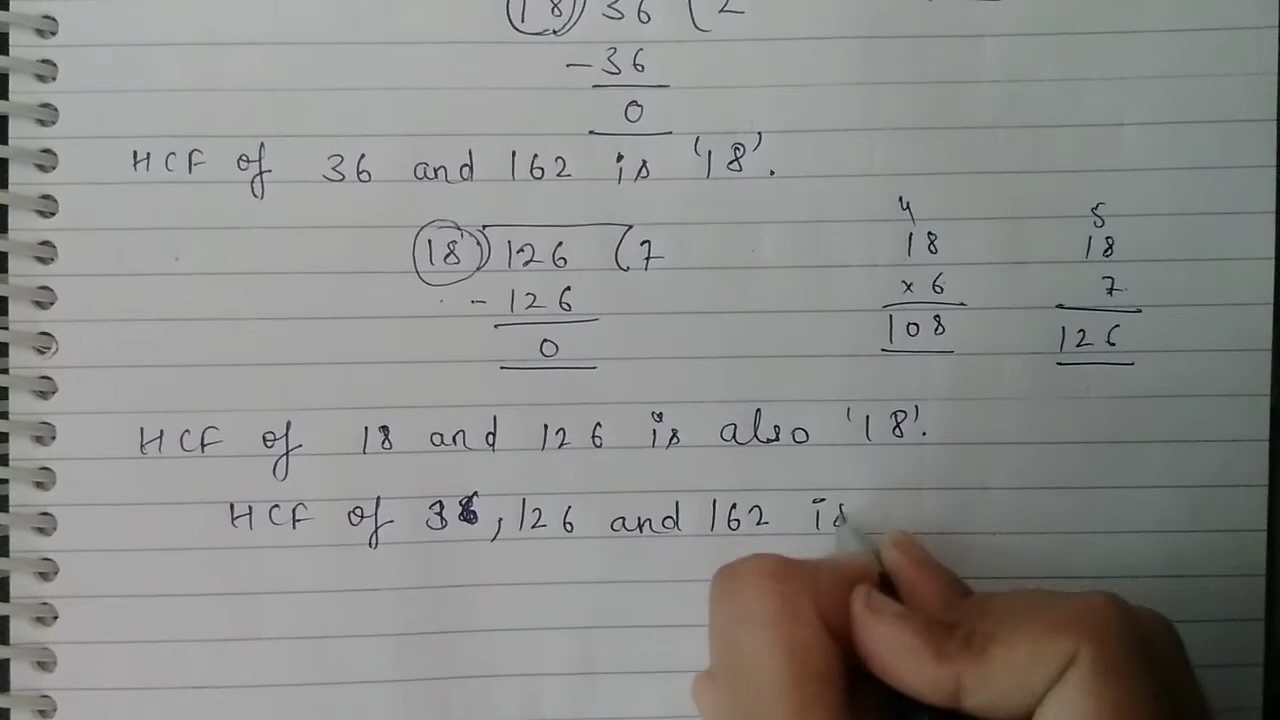 18) 36 (2
-36
0
HCF of 36 and 162 is '18'.
18) 126 (7
-126
0
4
18
x 6
108
5
18
7
126
HCF of 18 and 126 is also '18'.
HCF of 36, 126 and 162 is